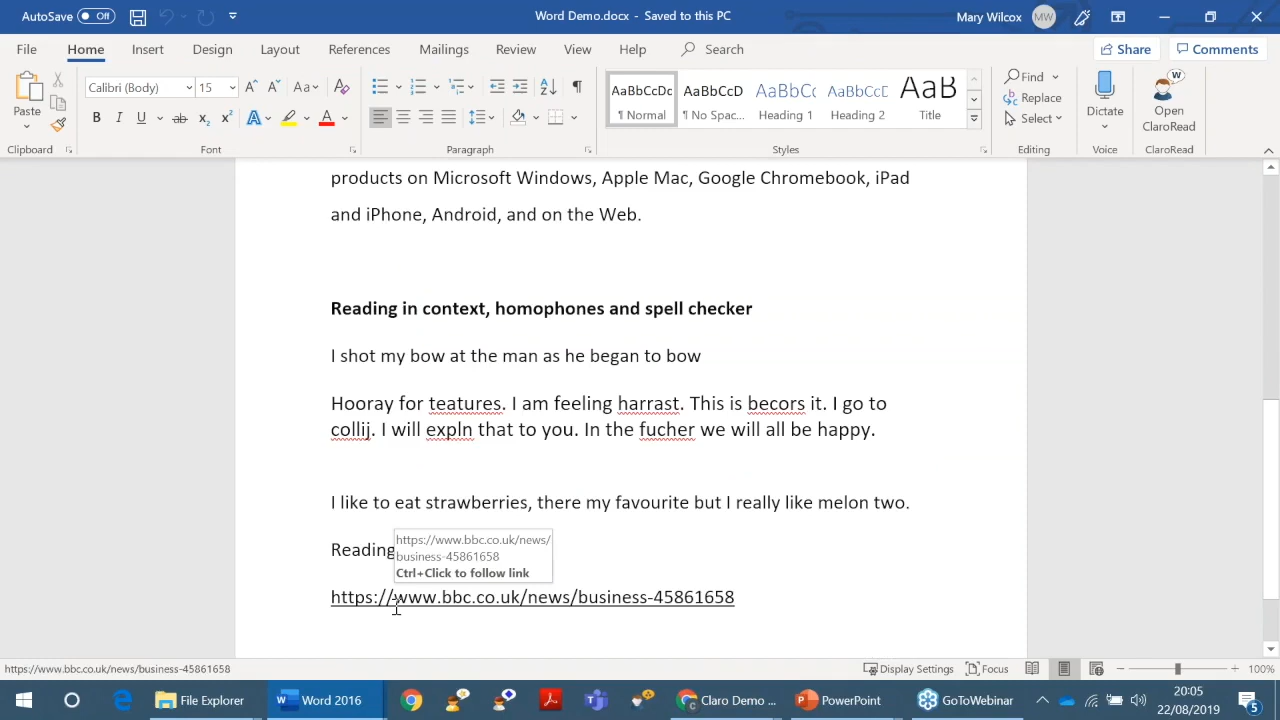 AutoSave Off Word Demo.docx - Saved to this PC Mary Wilcox MW
File Home Insert Design Layout References Mailings Review View Help Search Share Comments
Calibri (Body) 15 Aa AaBbCcDc AaBbCcD AaBbCc AaBbCcD AaB Find
Paste Replace Dictate Open
B I U ab x₂ x² A A ¶ Normal ¶ No Spac... Heading 1 Heading 2 Title Select ClaroRead
Clipboard Font Paragraph Styles Editing Voice ClaroRead
products on Microsoft Windows, Apple Mac, Google Chromebook, iPad
and iPhone, Android, and on the Web.
Reading in context, homophones and spell checker
I shot my bow at the man as he began to bow
Hooray for teatures. I am feeling harrast. This is becors it. I go to
collij. I will expln that to you. In the fucher we will all be happy.
I like to eat strawberries, there my favourite but I really like melon two.
Reading
https://www.bbc.co.uk/news/
business-45861658
Ctrl+Click to follow link
https://www.bbc.co.uk/news/business-45861658
https://www.bbc.co.uk/news/business-45861658 Display Settings Focus 100%
File Explorer Word 2016 Claro Demo ... PowerPoint GoToWebinar 20:05
22/08/2019 5